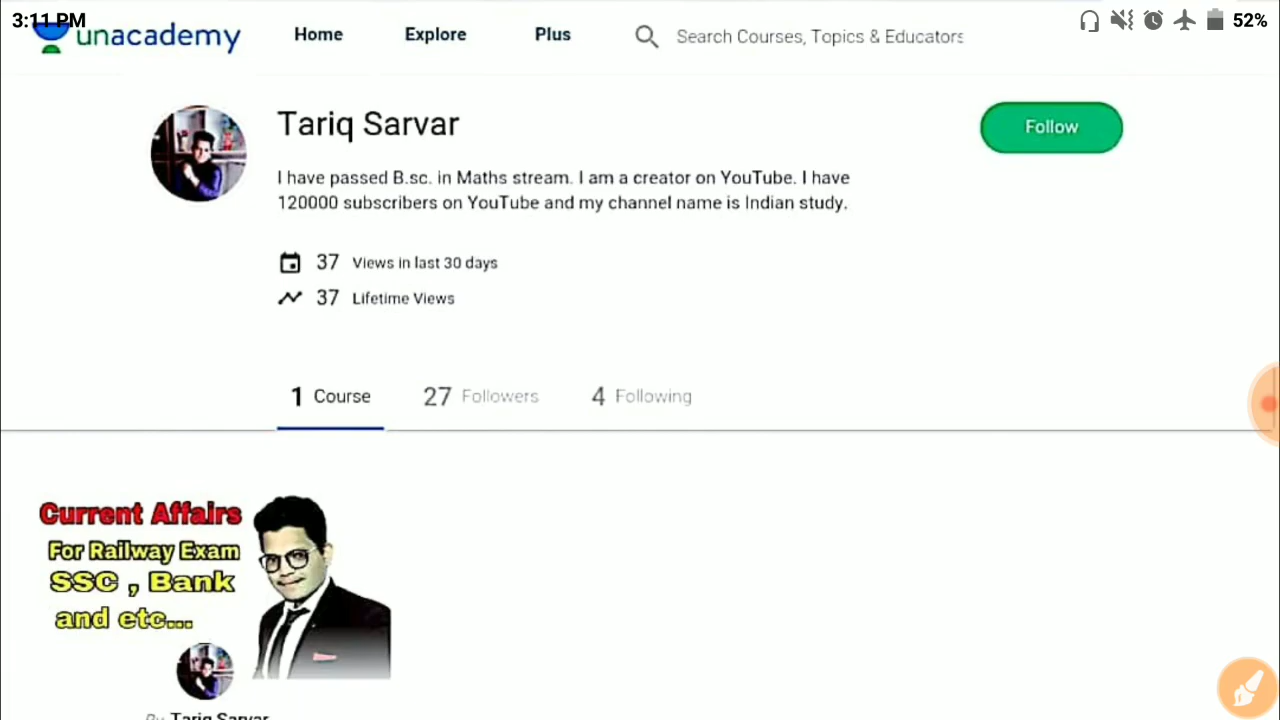 3:11 PM
52%
unacademy
Home
Explore
Plus
Search Courses, Topics & Educators
Tariq Sarvar
Follow
I have passed B.sc. in Maths stream. I am a creator on YouTube. I have
120000 subscribers on YouTube and my channel name is Indian study.
37 Views in last 30 days
37 Lifetime Views
1 Course
27 Followers
4 Following
Current Affairs
For Railway Exam
SSC , Bank
and etc...
By Tariq Sarvar